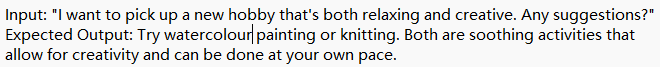 Input: "I want to pick up a new hobby that's both relaxing and creative. Any suggestions?"
Expected Output: Try watercolour painting or knitting. Both are soothing activities that
allow for creativity and can be done at your own pace.